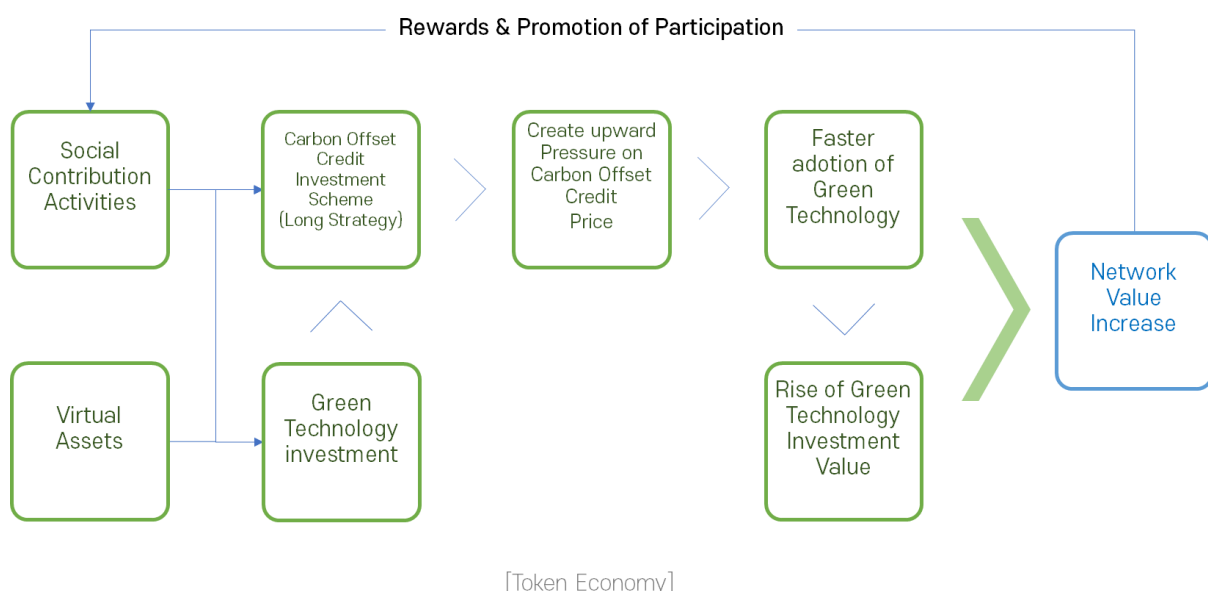 Rewards & Promotion of Participation
Social
Contribution
Activities
Carbon Offset
Credit
Investment
Scheme
(Long Strategy)
Create upward
Pressure on
Carbon Offset
Credit
Price
Faster
adotion of
Green
Technology
Network
Value
Increase
Virtual
Assets
Green
Technology
investment
Rise of Green
Technology
Investment
Value
[Token Economy]